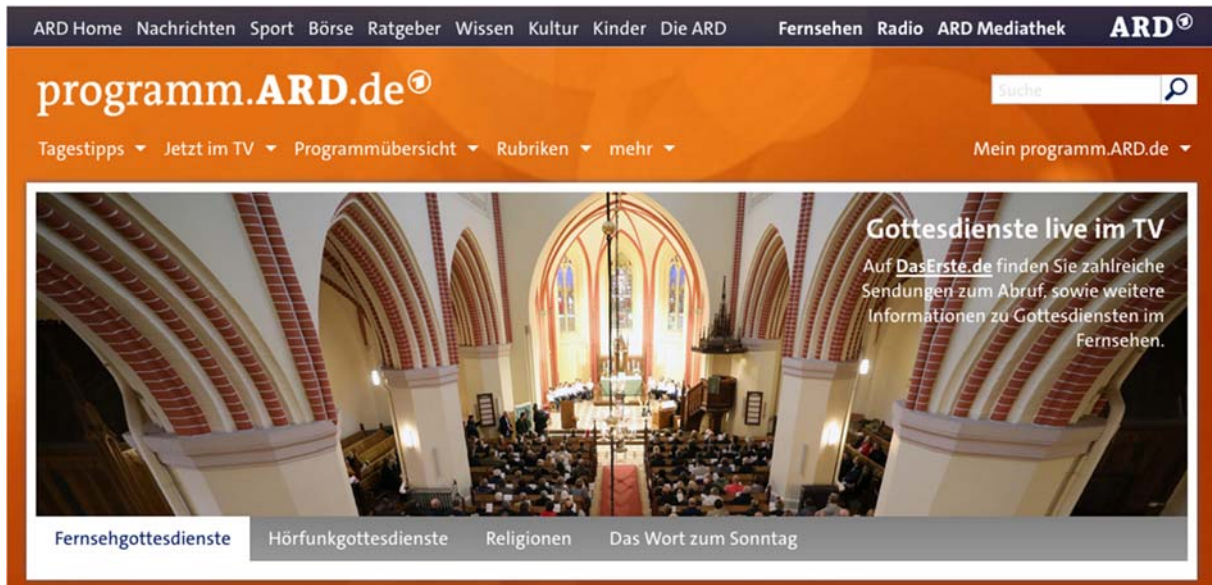 ARD Home Nachrichten Sport Börse Ratgeber Wissen Kultur Kinder Die ARD Fernsehen Radio ARD Mediathek ARD
programm.ARD.de
Suche
Tagestipps Jetzt im TV Programmübersicht Rubriken mehr Mein programm.ARD.de
Gottesdienste live im TV
Auf DasErste.de finden Sie zahlreiche
Sendungen zum Abruf, sowie weitere
Informationen zu Gottesdiensten im
Fernsehen.
Fernsehgottesdienste Hörfunkgottesdienste Religionen Das Wort zum Sonntag